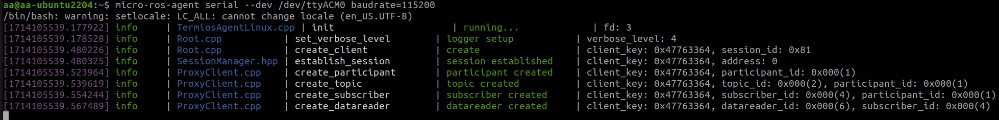 aa@aa-ubuntu2204:~$ micro-ros-agent serial --dev /dev/ttyACM0 baudrate=115200
/bin/bash: warning: setlocale: LC_ALL: cannot change locale (en_US.UTF-8)
[1714105539.177922] info     | TermiosAgentLinux.cpp | init                     | running...             | fd: 3
[1714105539.178528] info     | Root.cpp           | set_verbose_level        | logger setup           | verbose_level: 4
[1714105539.480226] info     | Root.cpp           | create_client            | create                 | client_key: 0x47763364, session_id: 0x81
[1714105539.480325] info     | SessionManager.hpp | establish_session        | session established    | client_key: 0x47763364, address: 0
[1714105539.523964] info     | ProxyClient.cpp    | create_participant       | participant created    | client_key: 0x47763364, participant_id: 0x000(1)
[1714105539.539619] info     | ProxyClient.cpp    | create_topic             | topic created          | client_key: 0x47763364, topic_id: 0x000(2), participant_id: 0x000(1)
[1714105539.554244] info     | ProxyClient.cpp    | create_subscriber        | subscriber created     | client_key: 0x47763364, subscriber_id: 0x000(4), participant_id: 0x000(1)
[1714105539.567489] info     | ProxyClient.cpp    | create_datareader        | datareader created     | client_key: 0x47763364, datareader_id: 0x000(6), subscriber_id: 0x000(4)